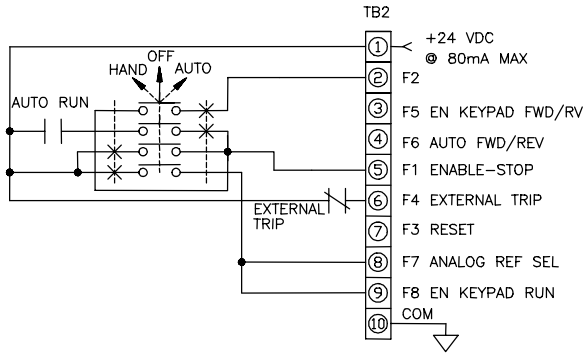 TB2
+24 VDC
@ 80mA MAX
OFF
HAND
AUTO
AUTO RUN
1
2 F2
3 F5 EN KEYPAD FWD/RV
4 F6 AUTO FWD/REV
5 F1 ENABLE-STOP
6 F4 EXTERNAL TRIP
EXTERNAL
TRIP
7 F3 RESET
8 F7 ANALOG REF SEL
9 F8 EN KEYPAD RUN
10 COM